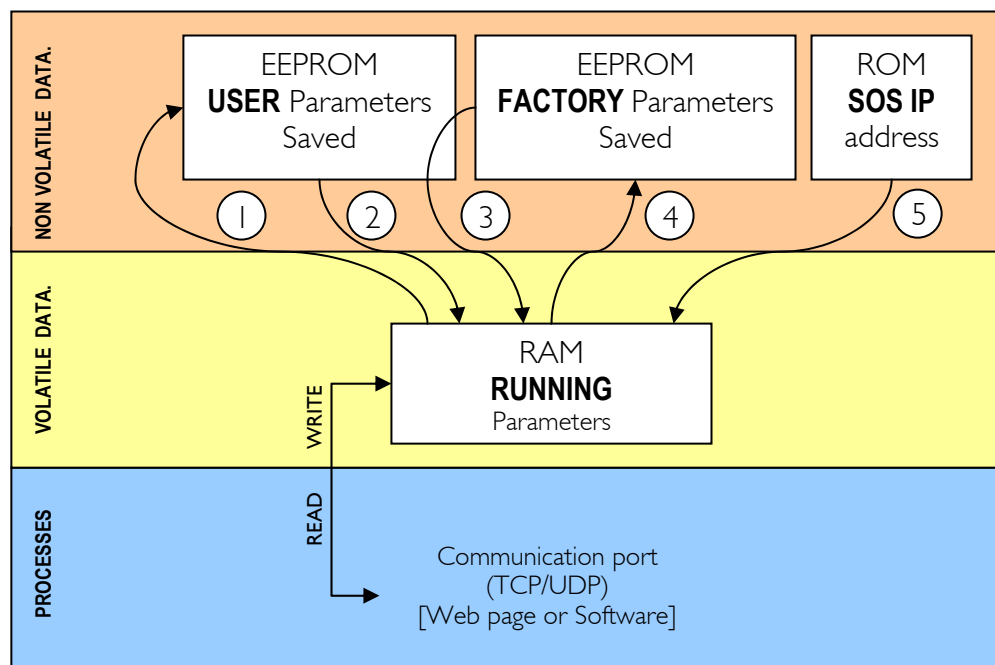 NON VOLATILE DATA.
EEPROM
USER Parameters
Saved
EEPROM
FACTORY Parameters
Saved
ROM
SOS IP
address
1
2
3
4
5
VOLATILE DATA.
RAM
RUNNING
Parameters
WRITE
READ
PROCESSES
Communication port
(TCP/UDP)
[Web page or Software]